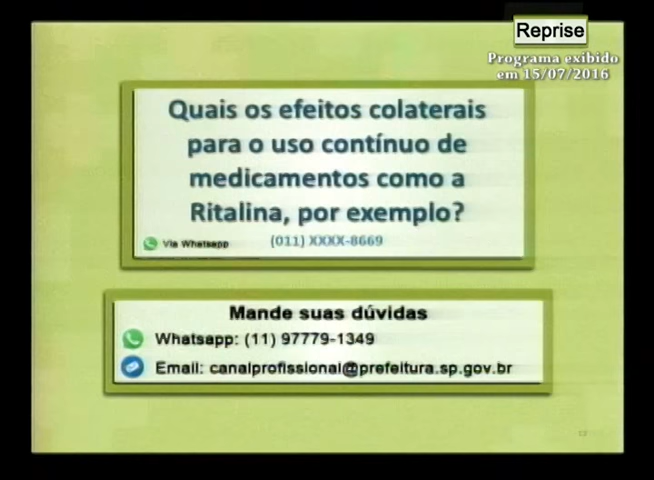 Reprise
Programa exibido
em 15/07/2016
Quais os efeitos colaterais
para o uso contínuo de
medicamentos como a
Ritalina, por exemplo?
Via Whatsapp (011) XXXX-8669
Mande suas dúvidas
Whatsapp: (11) 97779-1349
Email: canalprofissional@prefeitura.sp.gov.br